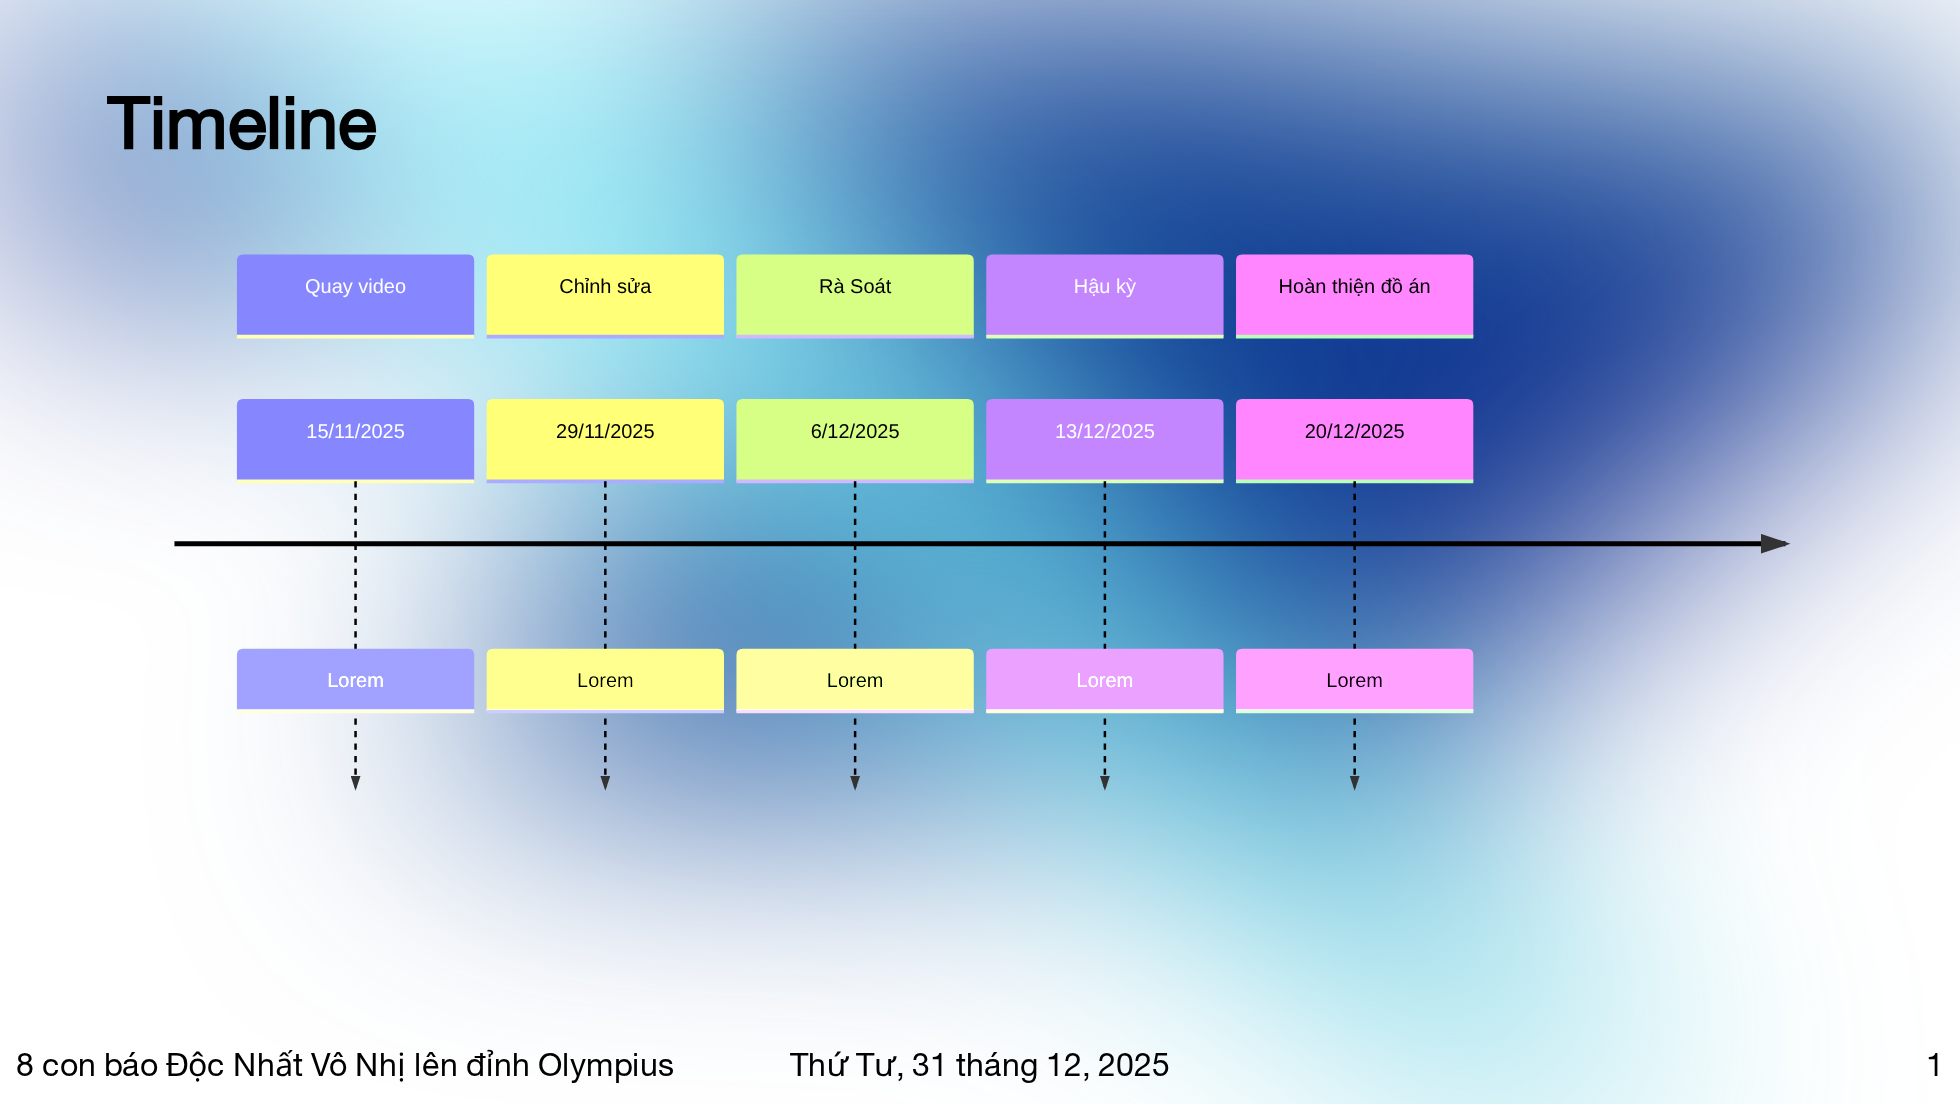 Timeline
Quay video
Chỉnh sửa
Rà Soát
Hậu kỳ
Hoàn thiện đồ án
15/11/2025
29/11/2025
6/12/2025
13/12/2025
20/12/2025
Lorem
Lorem
Lorem
Lorem
Lorem
8 con báo Độc Nhất Vô Nhị lên đỉnh Olympius
Thứ Tư, 31 tháng 12, 2025
1